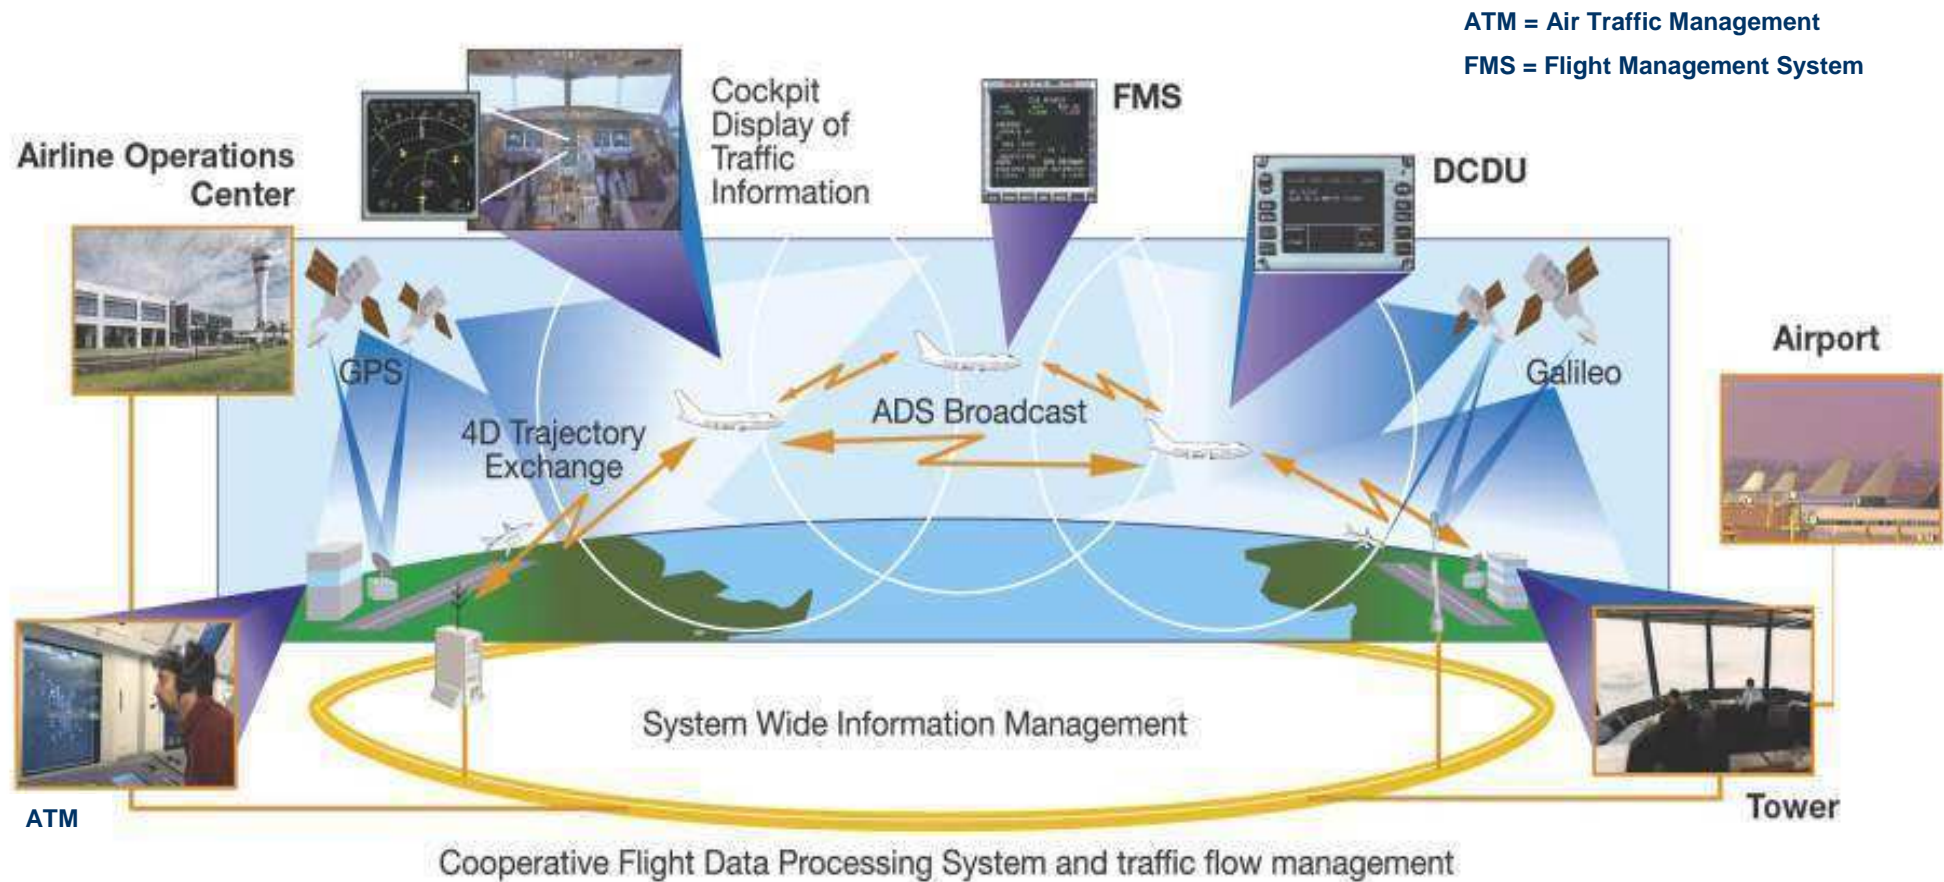 ATM = Air Traffic Management
FMS = Flight Management System
Airline Operations
Center
Cockpit
Display of
Traffic
Information
FMS
DCDU
GPS
Galileo
Airport
4D Trajectory
Exchange
ADS Broadcast
System Wide Information Management
ATM
Tower
Cooperative Flight Data Processing System and traffic flow management